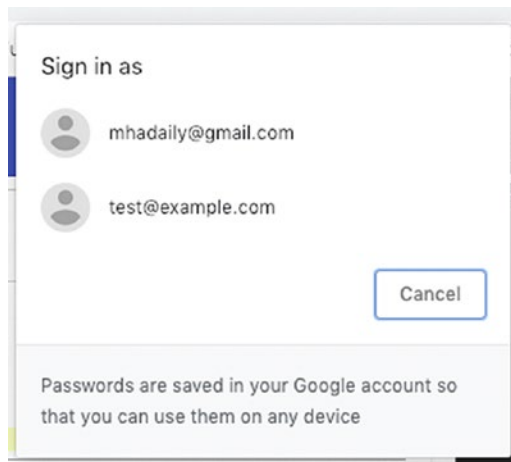 Sign in as
mhadaily@gmail.com
test@example.com
Cancel
Passwords are saved in your Google account so
that you can use them on any device